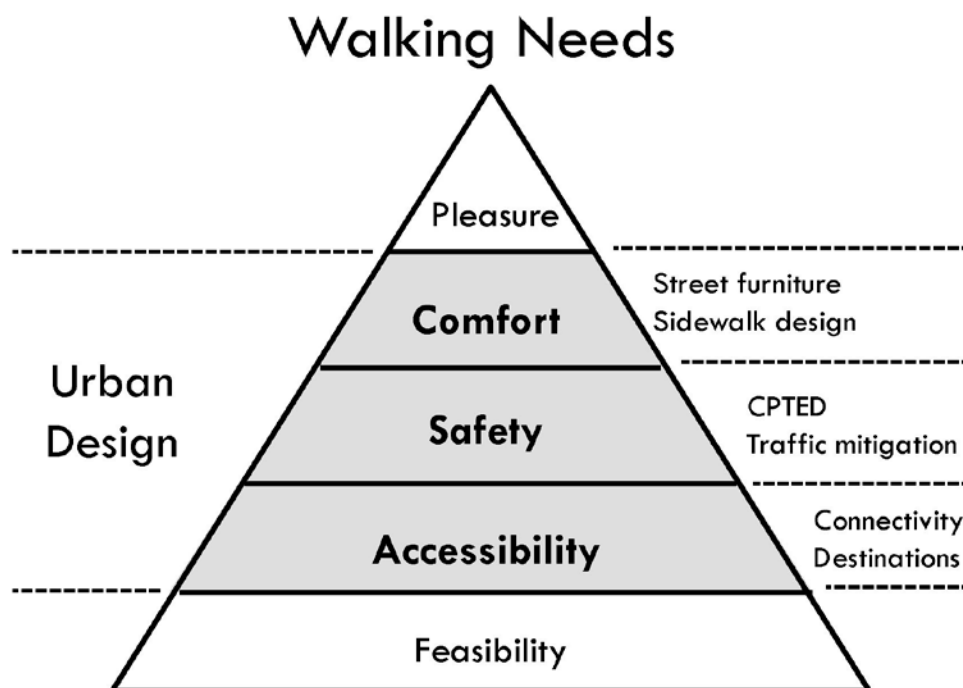 Walking Needs
Pleasure
Comfort
Street furniture
Sidewalk design
Urban
Design
Safety
CPTED
Traffic mitigation
Accessibility
Connectivity
Destinations
Feasibility